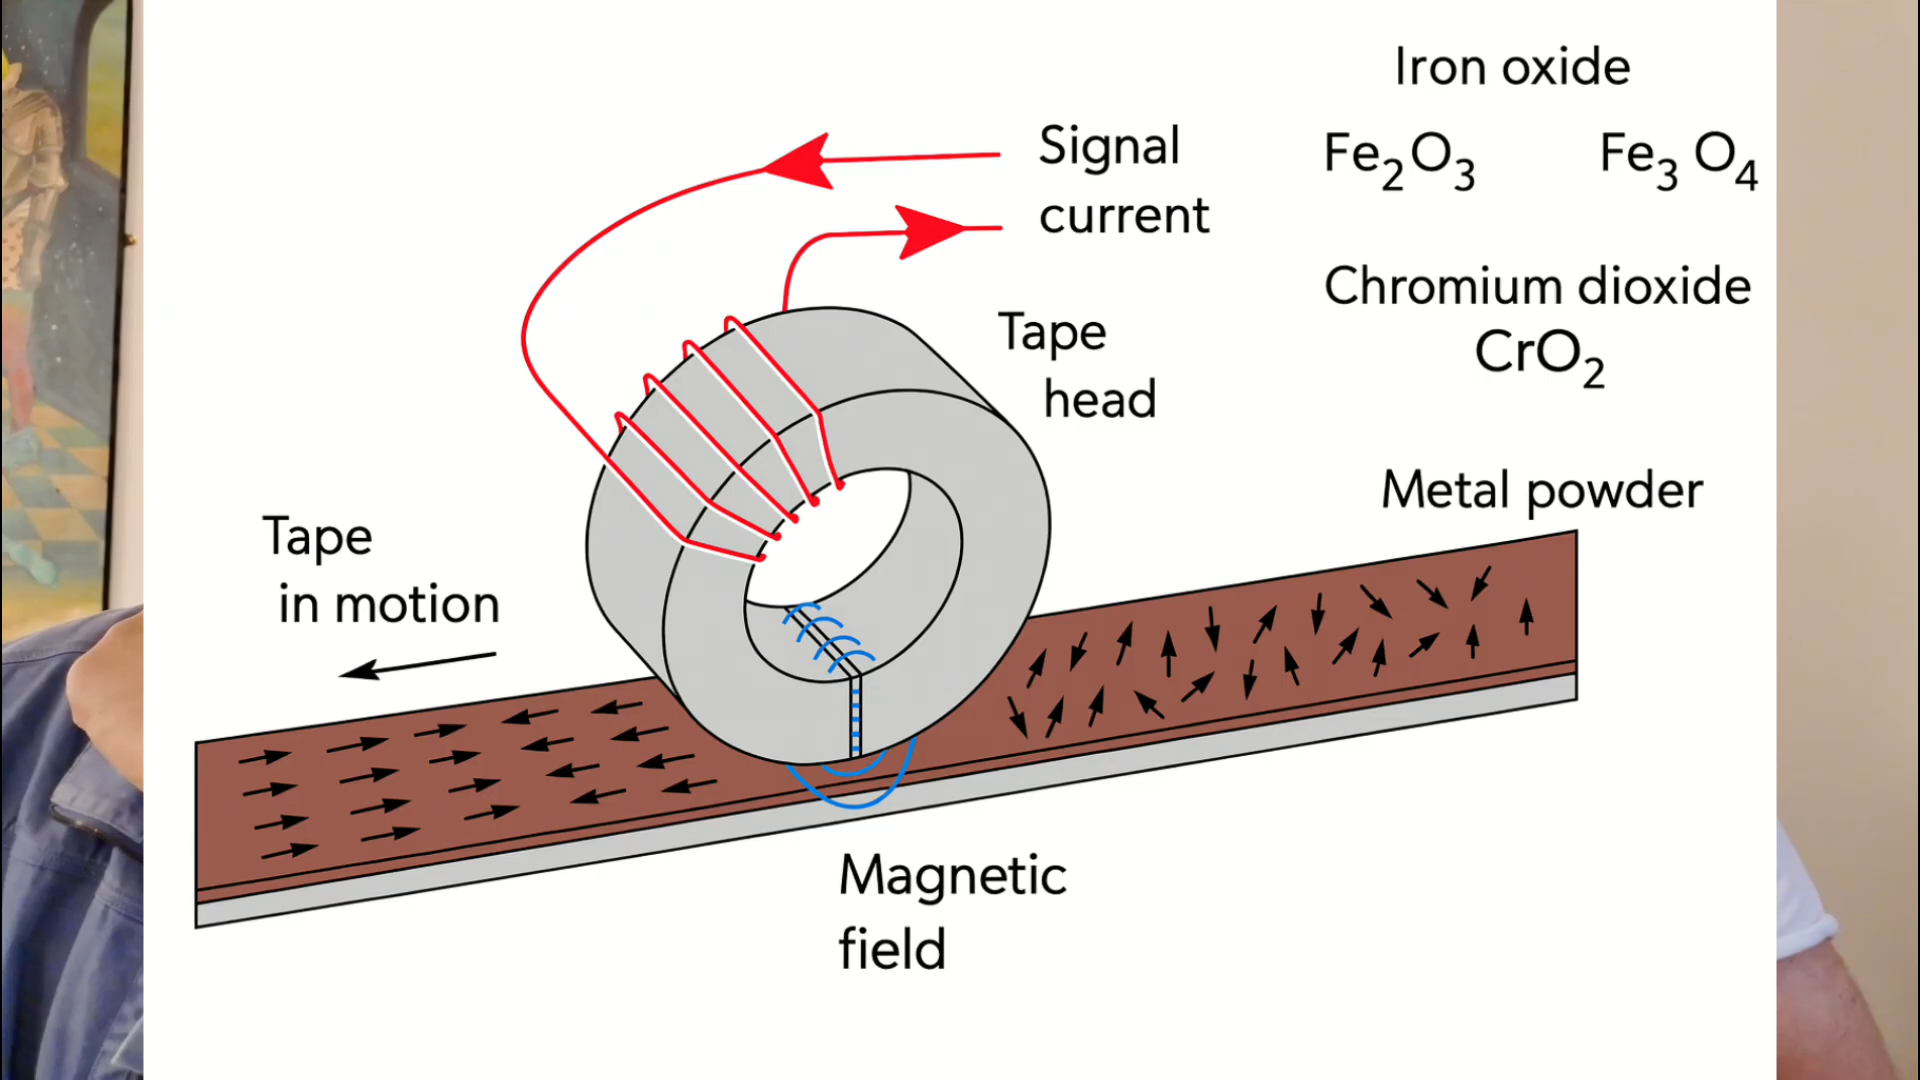 Iron oxide
Fe₂O₃ Fe₃ O₄
Signal
current
Chromium dioxide
CrO₂
Tape
head
Metal powder
Tape
in motion
Magnetic
field